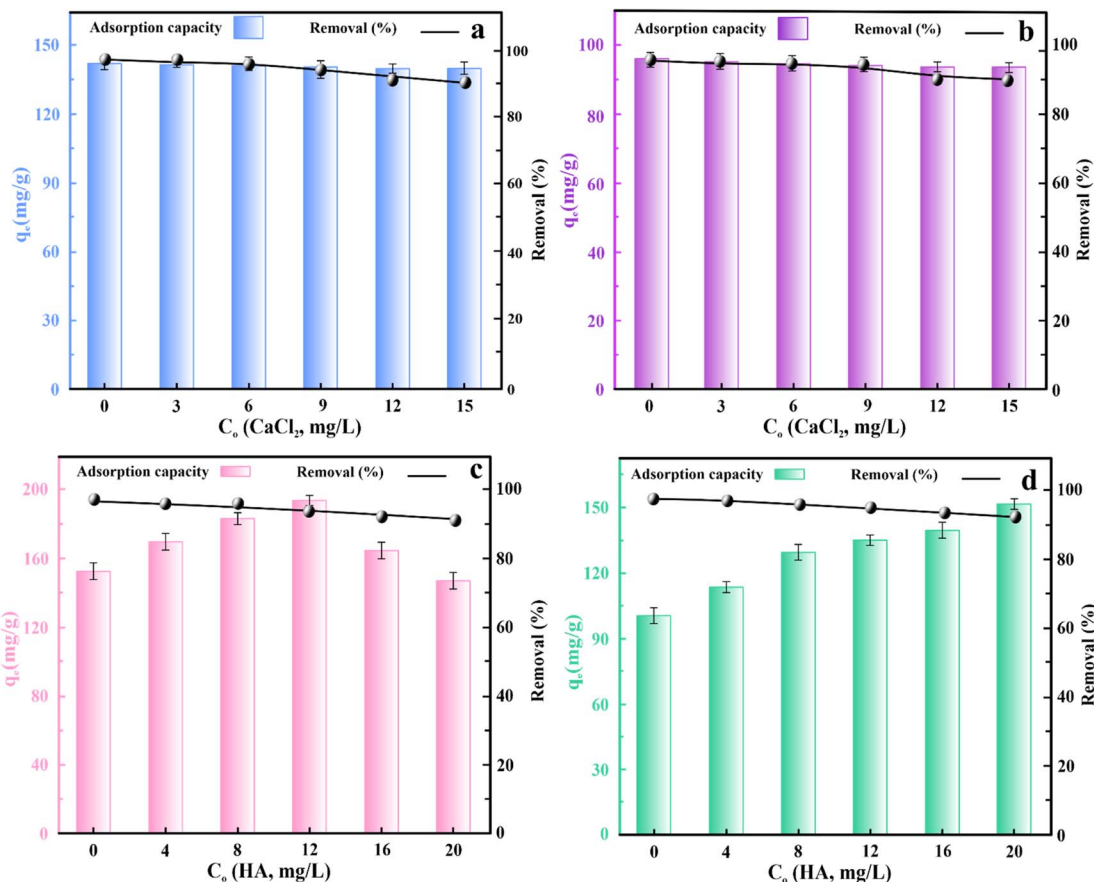 Adsorption capacity Removal (%) a
150
120
90
60
30
0
qₑ(mg/g)
100
80
60
40
20
0
Removal (%)
0 3 6 9 12 15
Cₒ (CaCl₂, mg/L)
Adsorption capacity Removal (%) b
100
80
60
40
20
0
qₑ(mg/g)
100
80
60
40
20
0
Removal (%)
0 3 6 9 12 15
Cₒ (CaCl₂, mg/L)
Adsorption capacity Removal (%) c
200
160
120
80
40
0
qₑ(mg/g)
100
80
60
40
20
0
Removal (%)
0 4 8 12 16 20
Cₒ (HA, mg/L)
Adsorption capacity Removal (%) d
150
120
90
60
30
0
qₑ(mg/g)
100
80
60
40
20
0
Removal (%)
0 4 8 12 16 20
Cₒ (HA, mg/L)